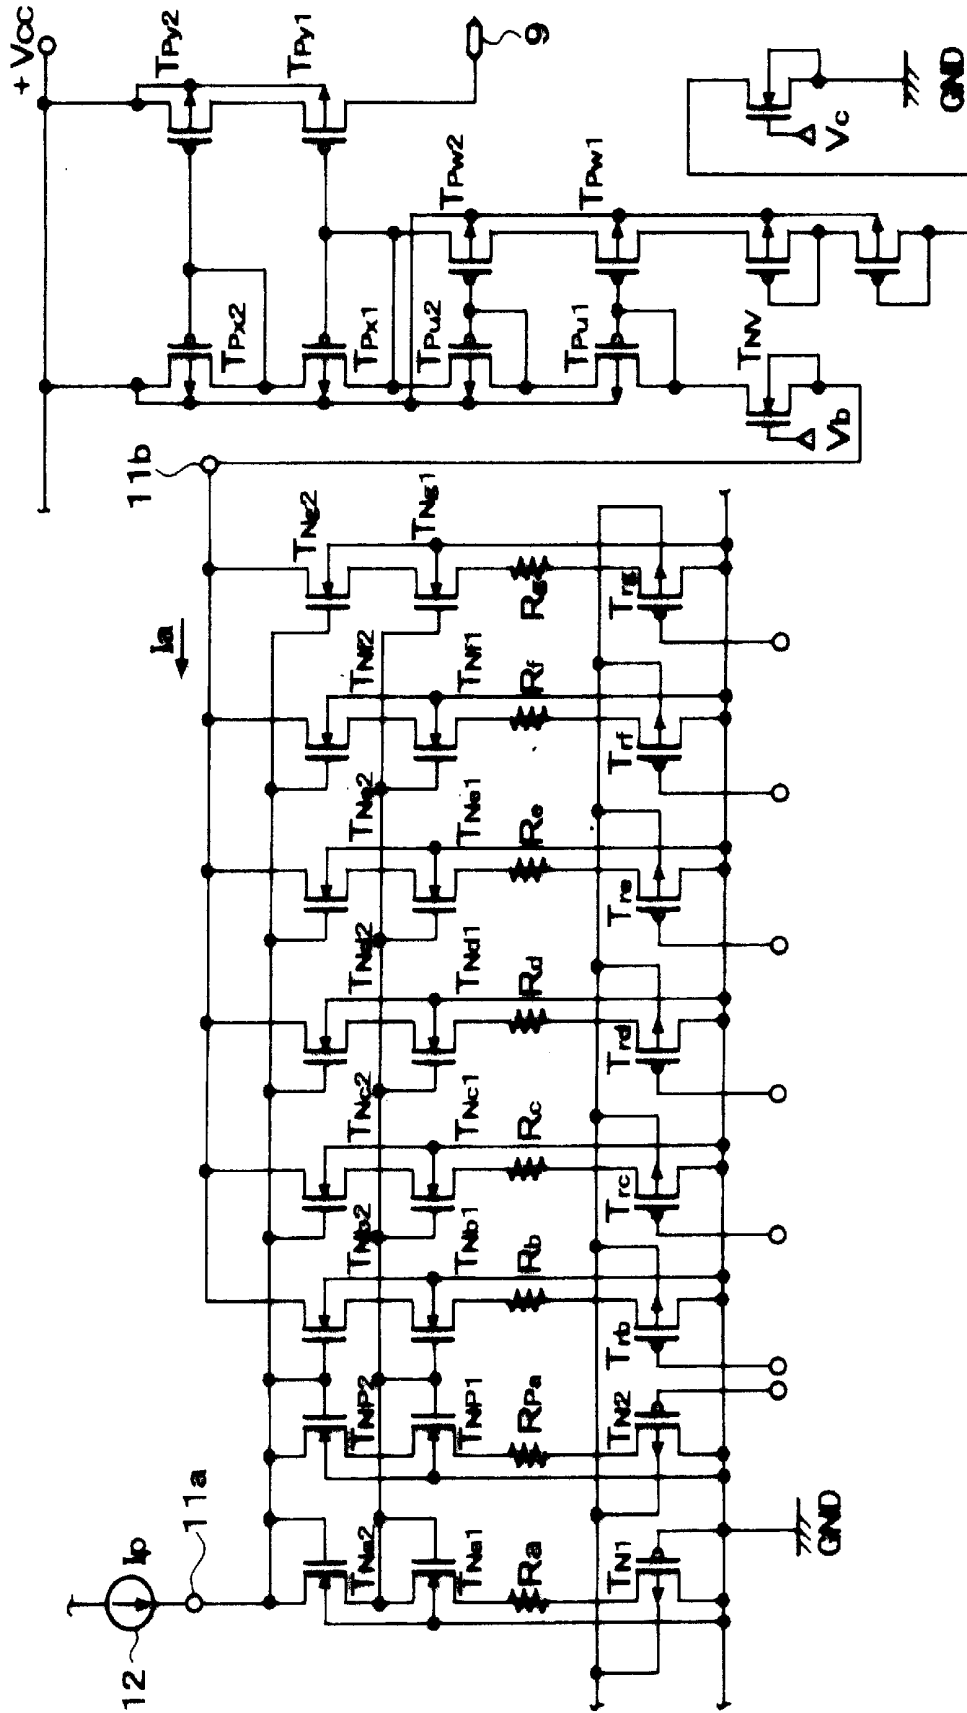 + Vcc
TPy2
TPy1
9
TPx2
TPx1
TPu2
TPu1
TPw2
TPw1
TNV
Vb
Vc
GND
11b
Ia
TNg2
TNg1
Rg
Trg
TNf2
TNf1
Rf
Trf
TNe2
TNe1
Re
Tre
TNd2
TNd1
Rd
Trd
TNc2
TNc1
Rc
Trc
TNb2
TNb1
Rb
Trb
TNP2
TNP1
RPa
TN2
TNa2
TNa1
Ra
TN1
GND
12
Ip
11a